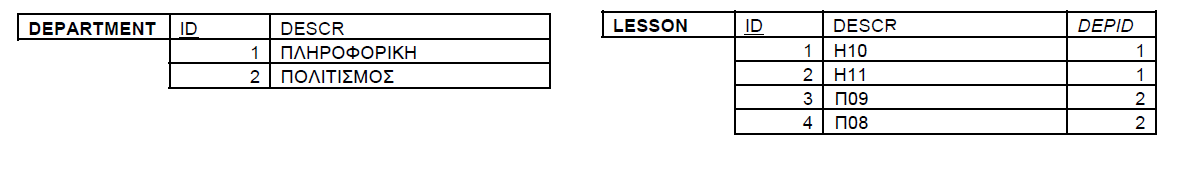 DEPARTMENT ID DESCR
1 ΠΛΗΡΟΦΟΡΙΚΗ
2 ΠΟΛΙΤΙΣΜΟΣ
LESSON ID DESCR DEPID
1 Η10 1
2 Η11 1
3 Π09 2
4 Π08 2